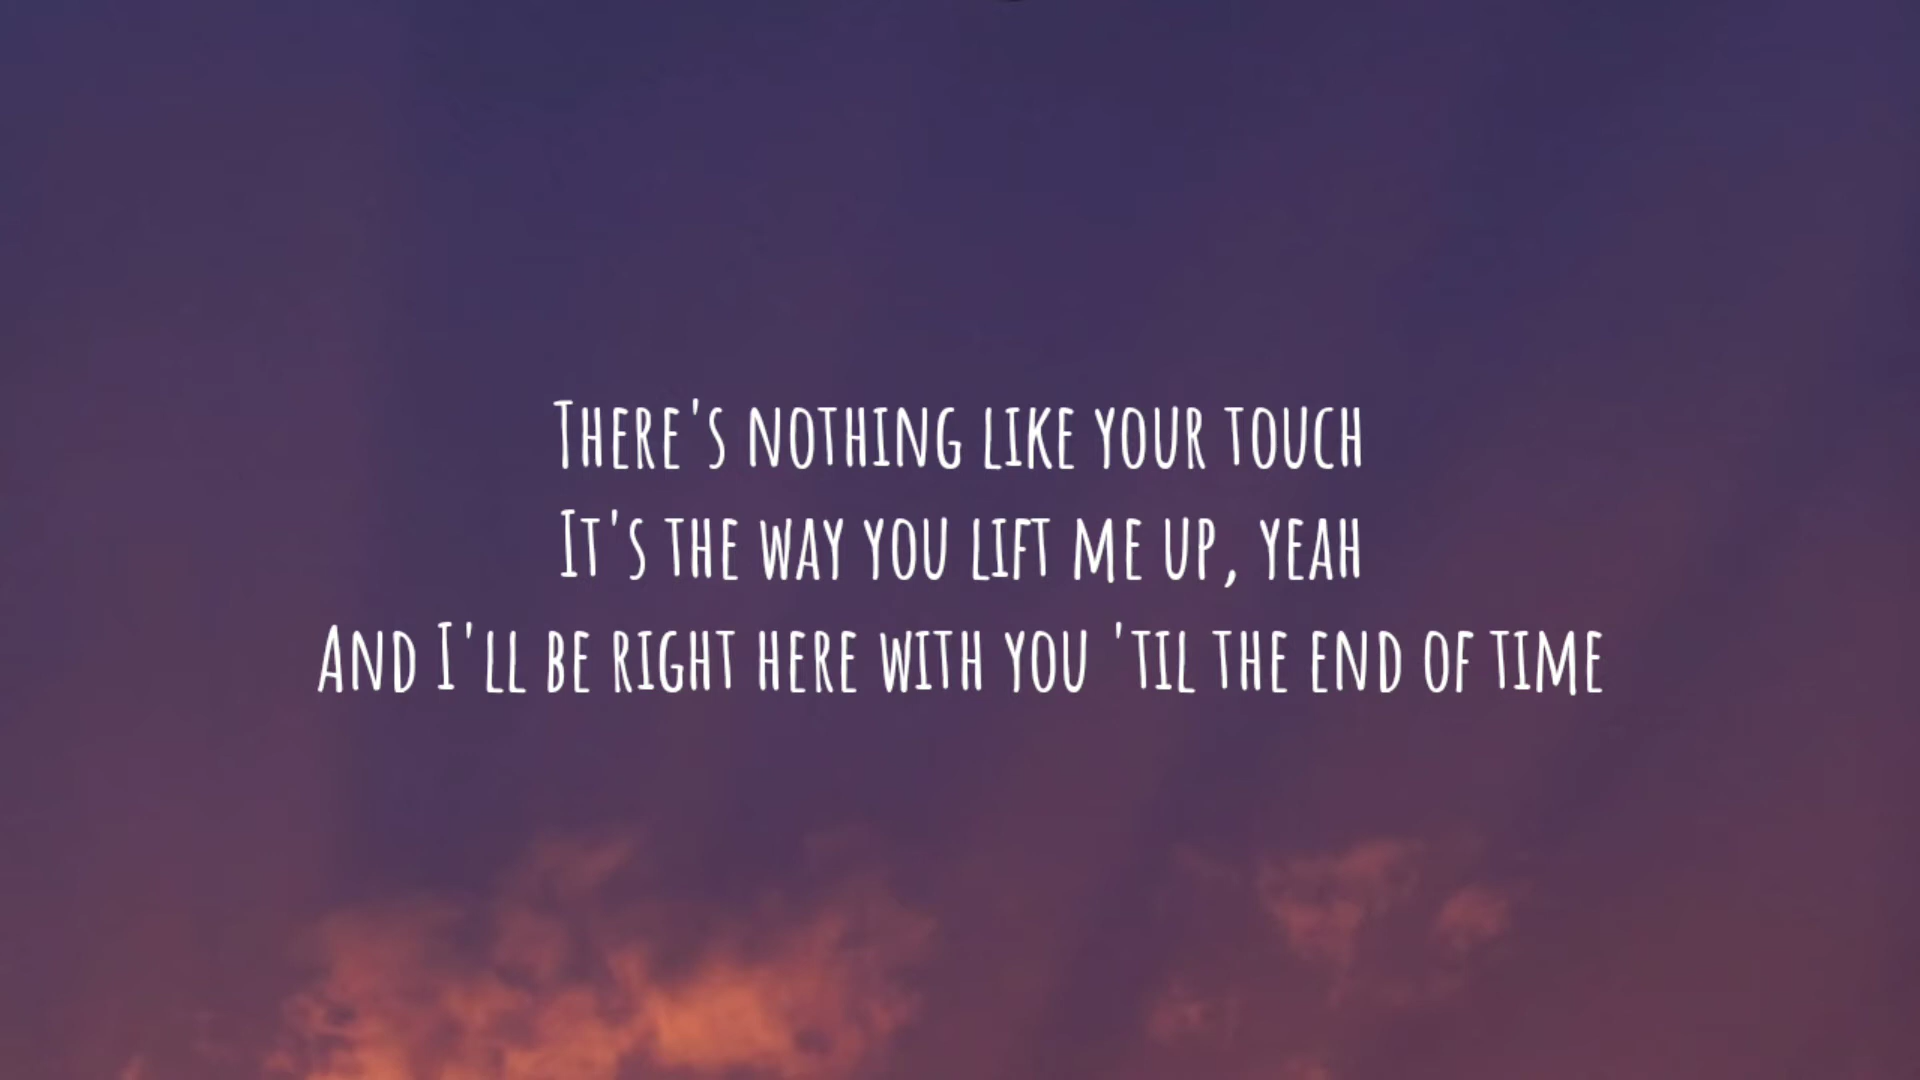 There's nothing like your touch
It's the way you lift me up, yeah
And I'll be right here with you 'til the end of time